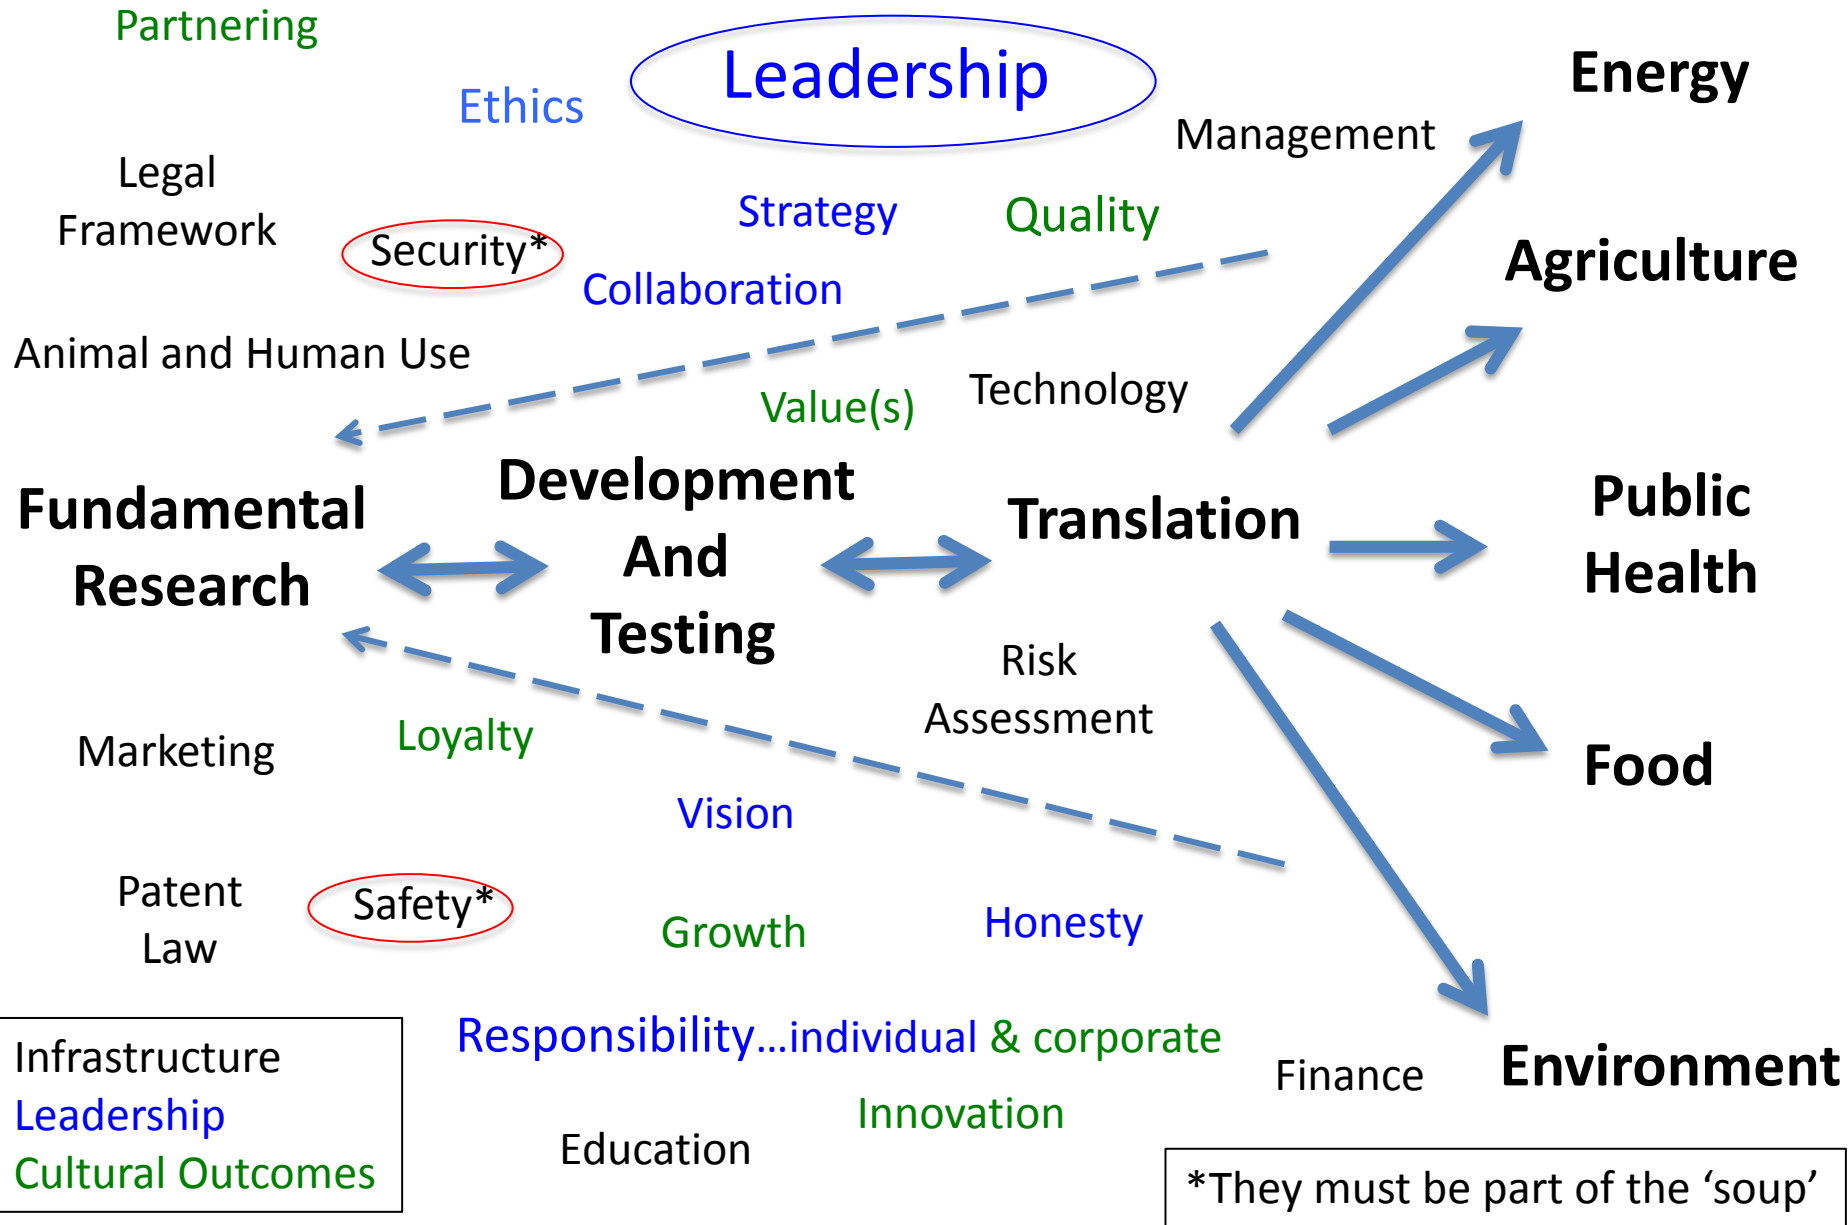 Partnering
Leadership
Energy
Ethics
Management
Legal
Framework
Security*
Strategy
Quality
Agriculture
Collaboration
Animal and Human Use
Value(s)
Technology
Fundamental
Research
Development
And
Testing
Translation
Public
Health
Risk
Assessment
Marketing
Loyalty
Food
Vision
Patent
Law
Safety*
Growth
Honesty
Responsibility...individual & corporate
Finance
Environment
Innovation
Education
Infrastructure
Leadership
Cultural Outcomes
*They must be part of the ‘soup’